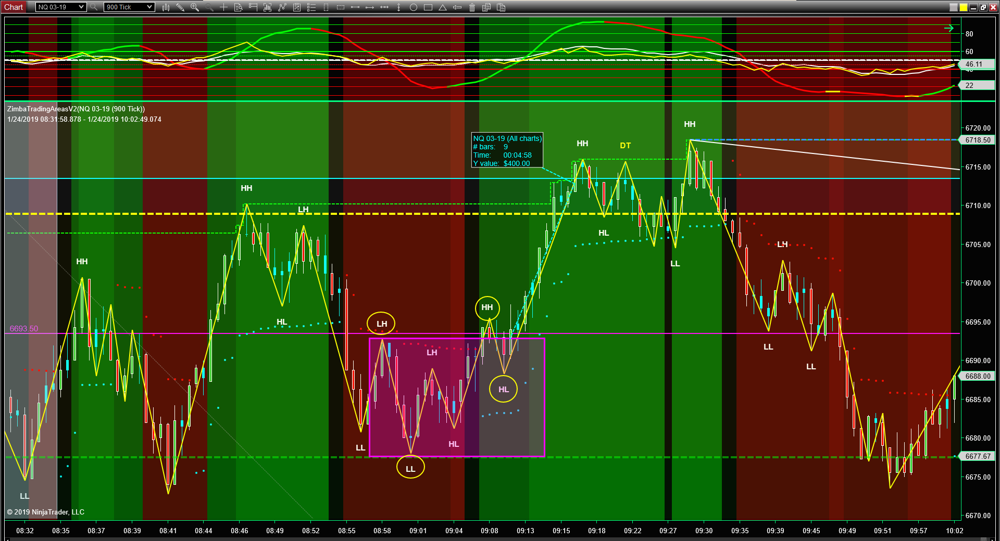 Chart
NQ 03-19
900 Tick
80
60
46.11
40
22
ZimbaTradingAreasV2(NQ 03-19 (900 Tick))
1/24/2019 08:31:58.878 - 1/24/2019 10:02:49.074
HH
6720.00
NQ 03-19 (All charts)
# bars: 9
Time: 00:04:58
Y value: $400.00
HH
DT
6718.50
6715.00
HH
LH
6710.00
HL
LH
6705.00
HH
LL
6700.00
HH
HL
LH
6695.00
6693.50
LL
LH
6690.00
LL
6688.00
HL
6685.00
HL
LL
6680.00
6677.67
LL
6675.00
LL
© 2019 NinjaTrader, LLC
6670.00
08:32 08:35 08:37 08:39 08:41 08:44 08:46 08:49 08:52 08:55 08:58 09:01 09:04 09:08 09:13 09:15 09:18 09:22 09:27 09:30 09:35 09:39 09:45 09:49 09:51 09:57 10:02